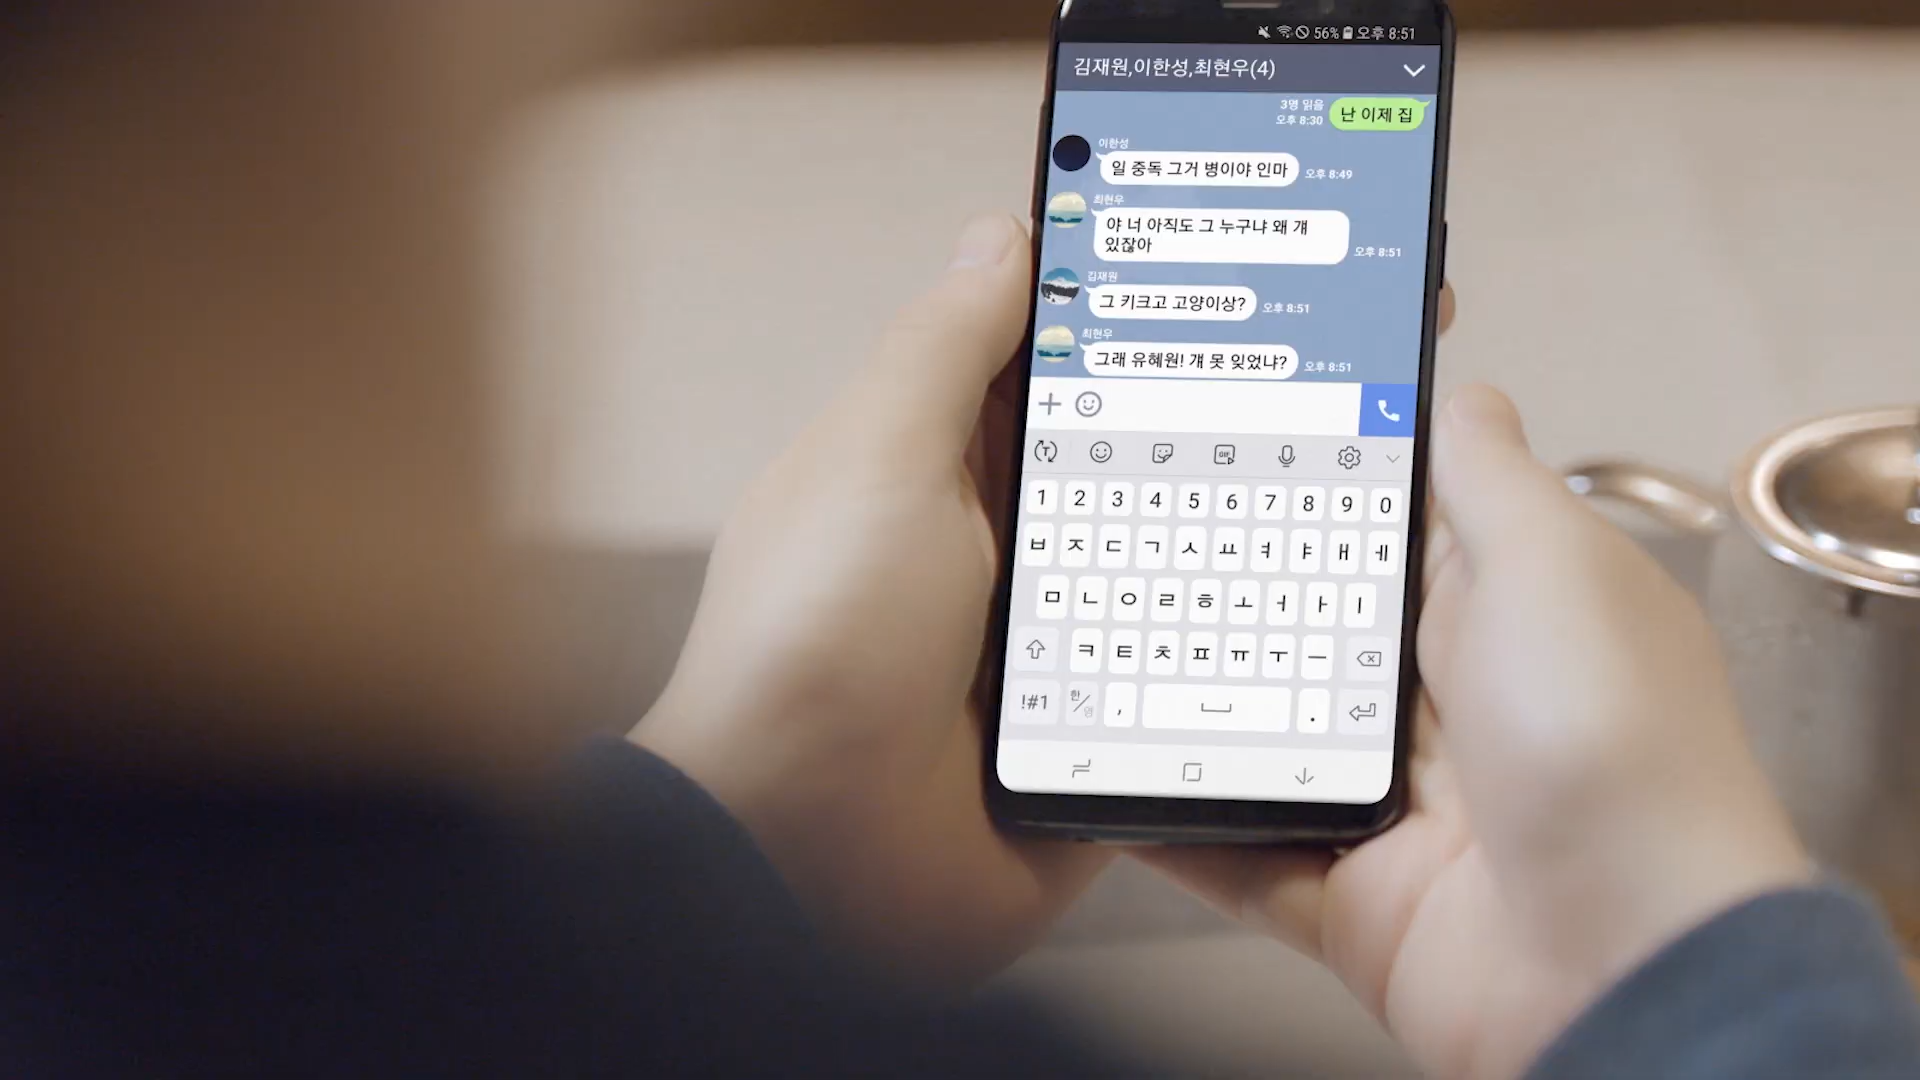 56% 오후 8:51
김재원,이한성,최현우(4)
3명 읽음
오후 8:30
난 이제 집
이한성
일 중독 그거 병이야 인마
오후 8:49
최현우
야 너 아직도 그 누구냐 왜 걔
있잖아
오후 8:51
김재원
그 키크고 고양이상?
오후 8:51
최현우
그래 유혜원! 걔 못 잊었냐?
오후 8:51
GIF
1 2 3 4 5 6 7 8 9 0
ㅂ ㅈ ㄷ ㄱ ㅅ ㅛ ㅕ ㅑ ㅐ ㅔ
ㅁ ㄴ ㅇ ㄹ ㅎ ㅗ ㅓ ㅏ ㅣ
ㅋ ㅌ ㅊ ㅍ ㅠ ㅜ ㅡ
!#1 한/영 , .